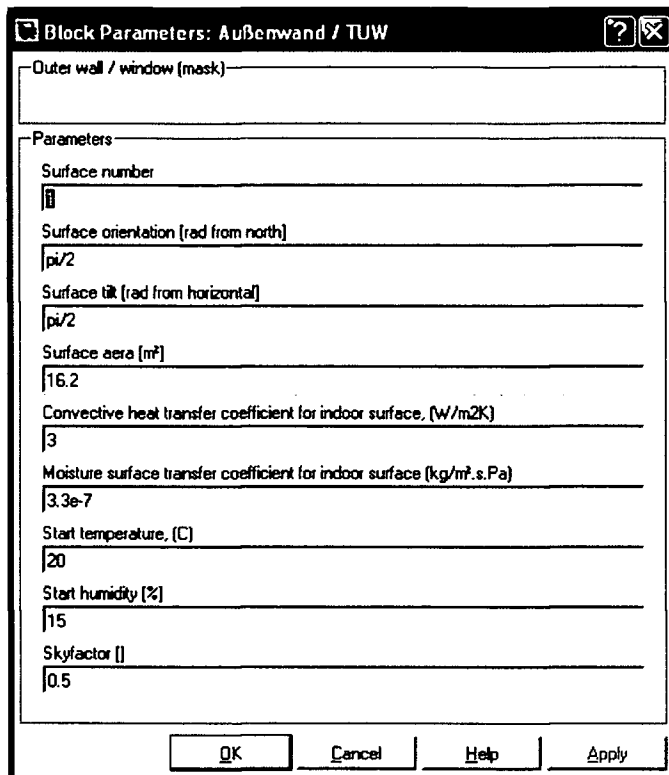 Block Parameters: Außenwand / TUW
Outer wall / window (mask)
Parameters
Surface number
1
Surface orientation [rad from north]
pi/2
Surface tilt [rad from horizontal]
pi/2
Surface aera [m²]
16.2
Convective heat transfer coefficient for indoor surface, (W/m2K)
3
Moisture surface transfer coefficient for indoor surface (kg/m².s.Pa)
3.3e-7
Start temperature, (C)
20
Start humidity [%]
15
Skyfactor []
0.5
OK Cancel Help Apply